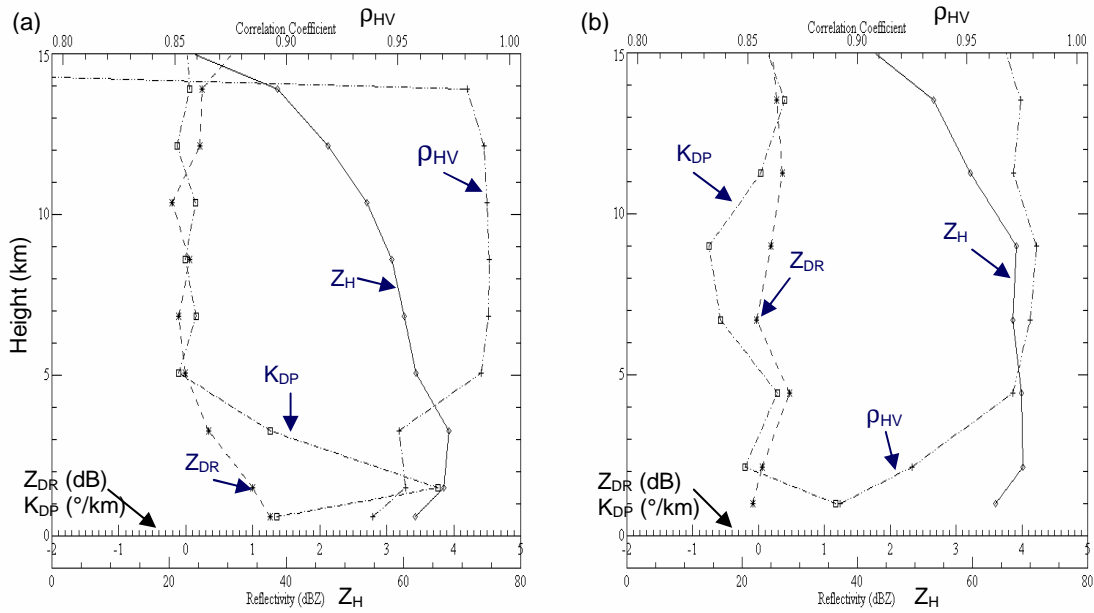 (a)
ρHV
Correlation Coefficient
0.80 0.85 0.90 0.95 1.00
15
10
5
0
Height (km)
ρHV
ZH
KDP
ZDR
ZDR (dB)
KDP (°/km)
-2 -1 0 1 2 3 4 5
0 20 40 60 80
Reflectivity (dBZ) ZH
(b)
ρHV
Correlation Coefficient
0.80 0.85 0.90 0.95 1.00
15
10
5
0
KDP
ZH
ZDR
ρHV
ZDR (dB)
KDP (°/km)
-2 -1 0 1 2 3 4 5
0 20 40 60 80
Reflectivity (dBZ) ZH